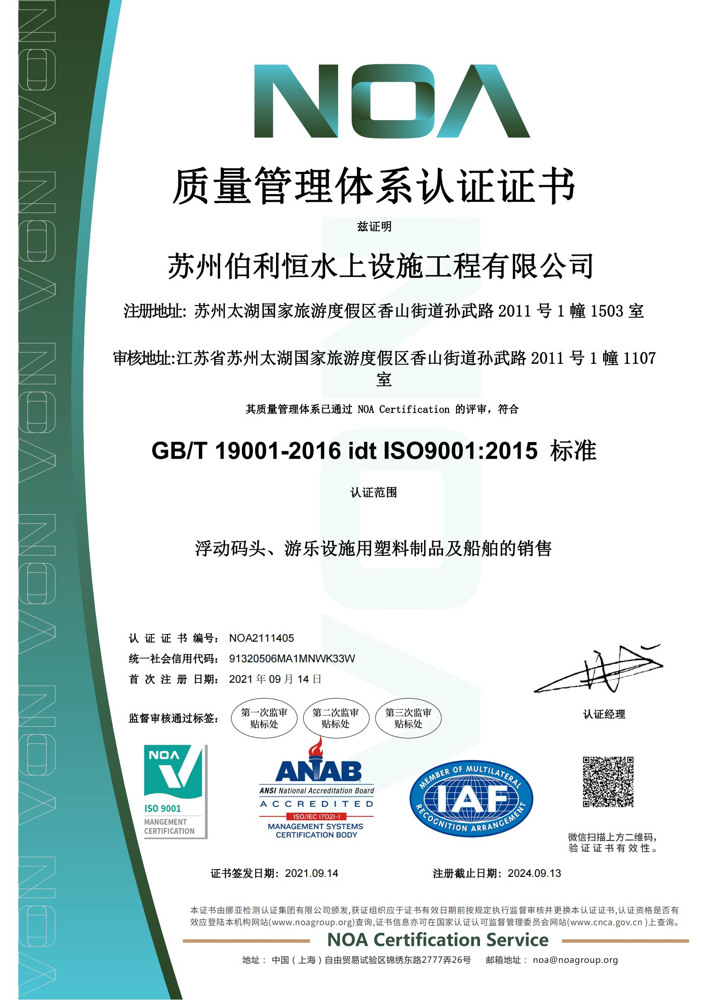 NOA
质量管理体系认证证书
兹证明
苏州伯利恒水上设施工程有限公司
注册地址: 苏州太湖国家旅游度假区香山街道孙武路 2011 号 1 幢 1503 室
审核地址:江苏省苏州太湖国家旅游度假区香山街道孙武路 2011 号 1 幢 1107
室
其质量管理体系已通过 NOA Certification 的评审，符合
GB/T 19001-2016 idt ISO9001:2015 标准
认证范围
浮动码头、游乐设施用塑料制品及船舶的销售
认 证 证 书 编号： NOA2111405
统一社会信用代码： 91320506MA1MNWK33W
首 次 注 册 日期： 2021 年 09 月 14 日
监督审核通过标签：
第一次监审
贴标处
第二次监审
贴标处
第三次监审
贴标处
认证经理
NOA
ISO 9001
MANGEMENT
CERTIFICATION
ANAB
ANSI National Accreditation Board
ACCREDITED
ISO/IEC 17021-1
MANAGEMENT SYSTEMS
CERTIFICATION BODY
MEMBER OF MULTILATERAL
IAF
RECOGNITION ARRANGEMENT
微信扫描上方二维码，
验证证书有效性。
证书签发日期：2021.09.14
注册截止日期：2024.09.13
本证书由挪亚检测认证集团有限公司颁发,获证组织应于证书有效日期前按规定执行监督审核并更换本认证证书,认证资格是否有
效应登陆本机构网站(www.noagroup.org)查询,证书信息亦可在国家认证认可监督管理委员会网站(www.cnca.gov.cn )上查询。
NOA Certification Service
地址： 中国（上海）自由贸易试验区锦绣东路2777弄26号 邮箱地址： noa@noagroup.org